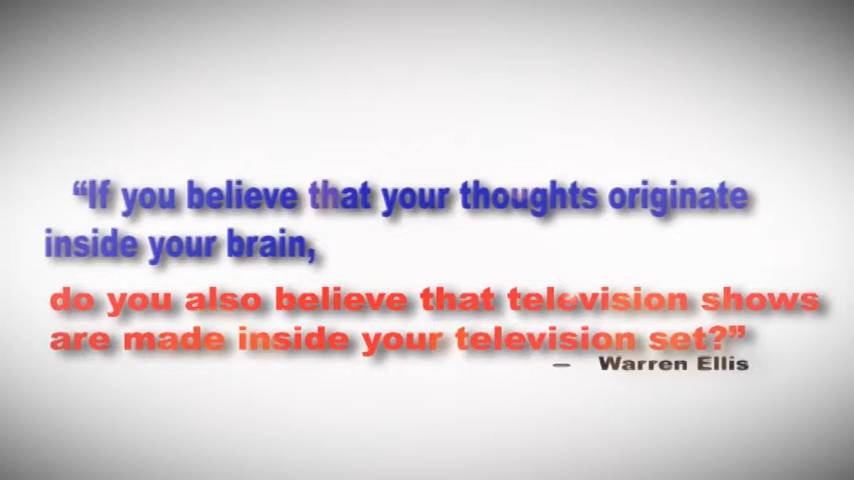 “If you believe that your thoughts originate
inside your brain,
do you also believe that television shows
are made inside your television set?”
– Warren Ellis